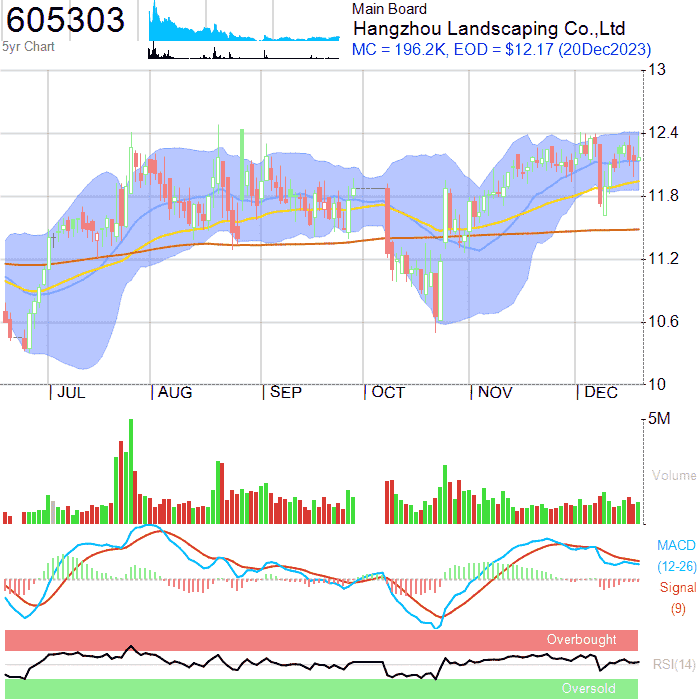 605303
5yr Chart
Main Board
Hangzhou Landscaping Co.,Ltd
MC = 196.2K, EOD = $12.17 (20Dec2023)
13
12.4
11.8
11.2
10.6
10
JUL AUG SEP OCT NOV DEC
5M
Volume
MACD
(12-26)
Signal
(9)
Overbought
RSI(14)
Oversold